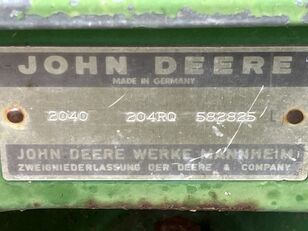 JOHN DEERE
MADE IN GERMANY
2040 204RQ 582825 L
JOHN DEERE WERKE MANNHEIM
ZWEIGNIEDERLASSUNG DER DEERE & COMPANY